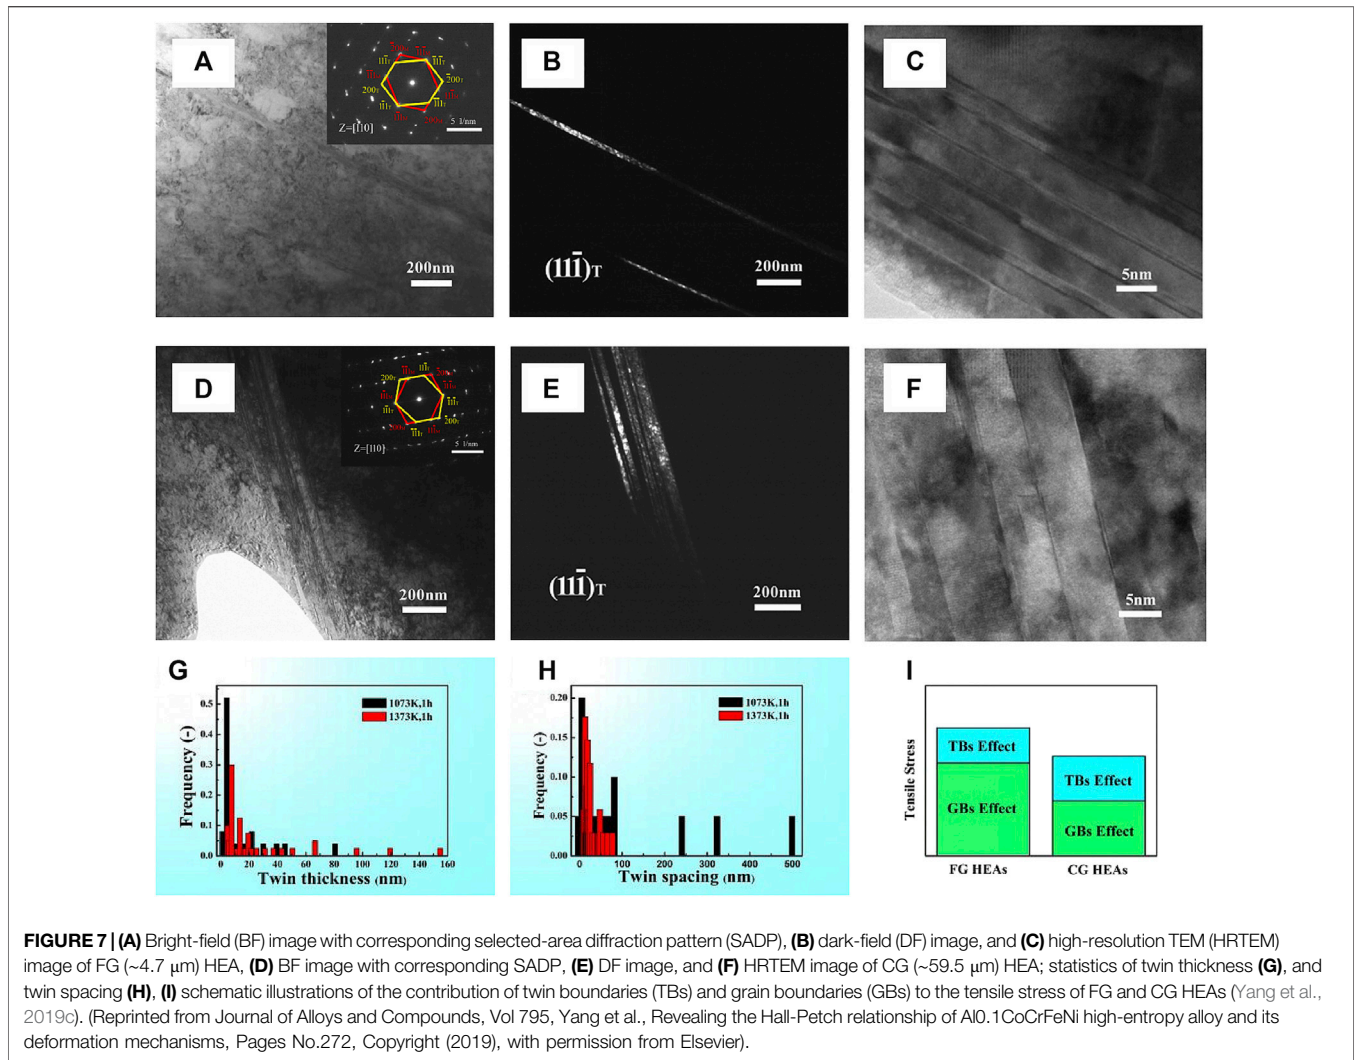 A
Z=[110]
5 1/nm
200nm
B
(111̄)T
200nm
C
5nm
D
Z=[110]
5 1/nm
200nm
E
(111̄)T
200nm
F
5nm
G
1073K,1h
1373K,1h
Frequency (-)
0.5
0.4
0.3
0.2
0.1
0.0
0 20 40 60 80 100 120 140 160
Twin thickness (nm)
H
1073K,1h
1373K,1h
Frequency (-)
0.20
0.15
0.10
0.05
0.00
0 100 200 300 400 500
Twin spacing (nm)
I
Tensile Stress
TBs Effect
GBs Effect
TBs Effect
GBs Effect
FG HEAs
CG HEAs
FIGURE 7 | (A) Bright-field (BF) image with corresponding selected-area diffraction pattern (SADP), (B) dark-field (DF) image, and (C) high-resolution TEM (HRTEM)
image of FG (~4.7 μm) HEA, (D) BF image with corresponding SADP, (E) DF image, and (F) HRTEM image of CG (~59.5 μm) HEA; statistics of twin thickness (G), and
twin spacing (H), (I) schematic illustrations of the contribution of twin boundaries (TBs) and grain boundaries (GBs) to the tensile stress of FG and CG HEAs (Yang et al.,
2019c). (Reprinted from Journal of Alloys and Compounds, Vol 795, Yang et al., Revealing the Hall-Petch relationship of Al0.1CoCrFeNi high-entropy alloy and its
deformation mechanisms, Pages No.272, Copyright (2019), with permission from Elsevier).